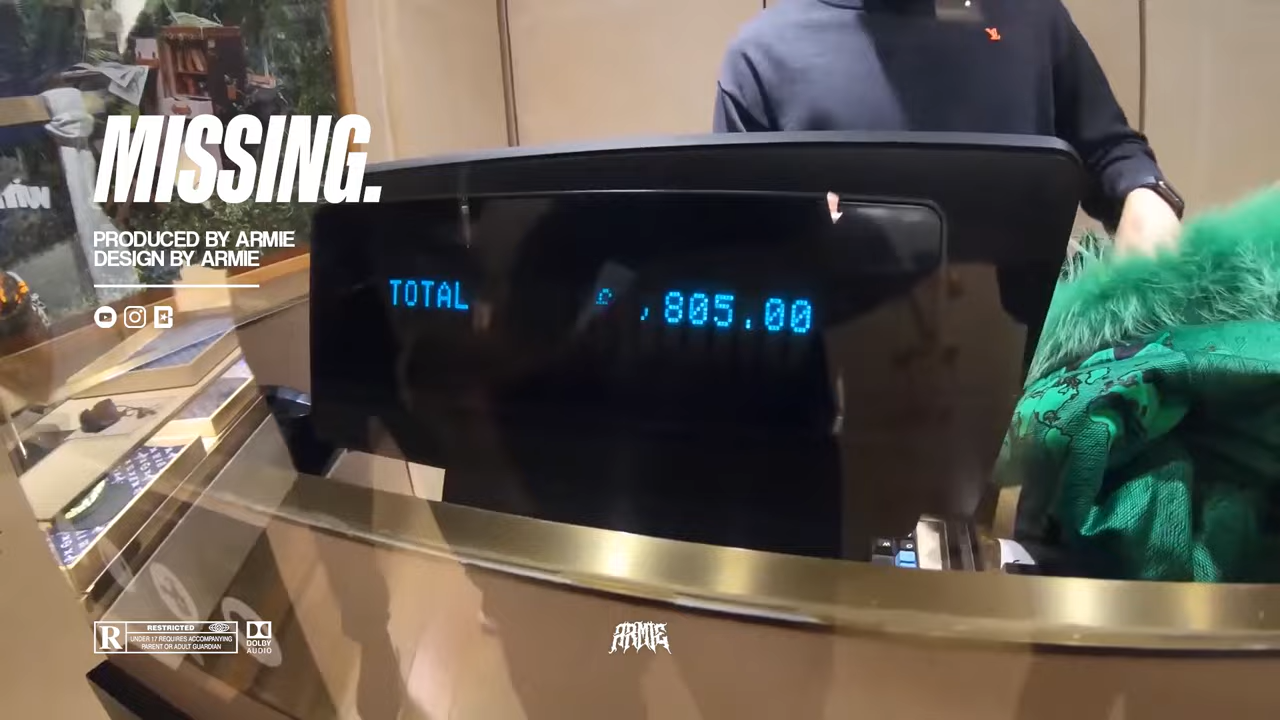 MISSING.
PRODUCED BY ARMIE
DESIGN BY ARMIE
TOTAL ,805.00
R
RESTRICTED
UNDER 17 REQUIRES ACCOMPANYING
PARENT OR ADULT GUARDIAN
DOLBY
AUDIO
ARMIE